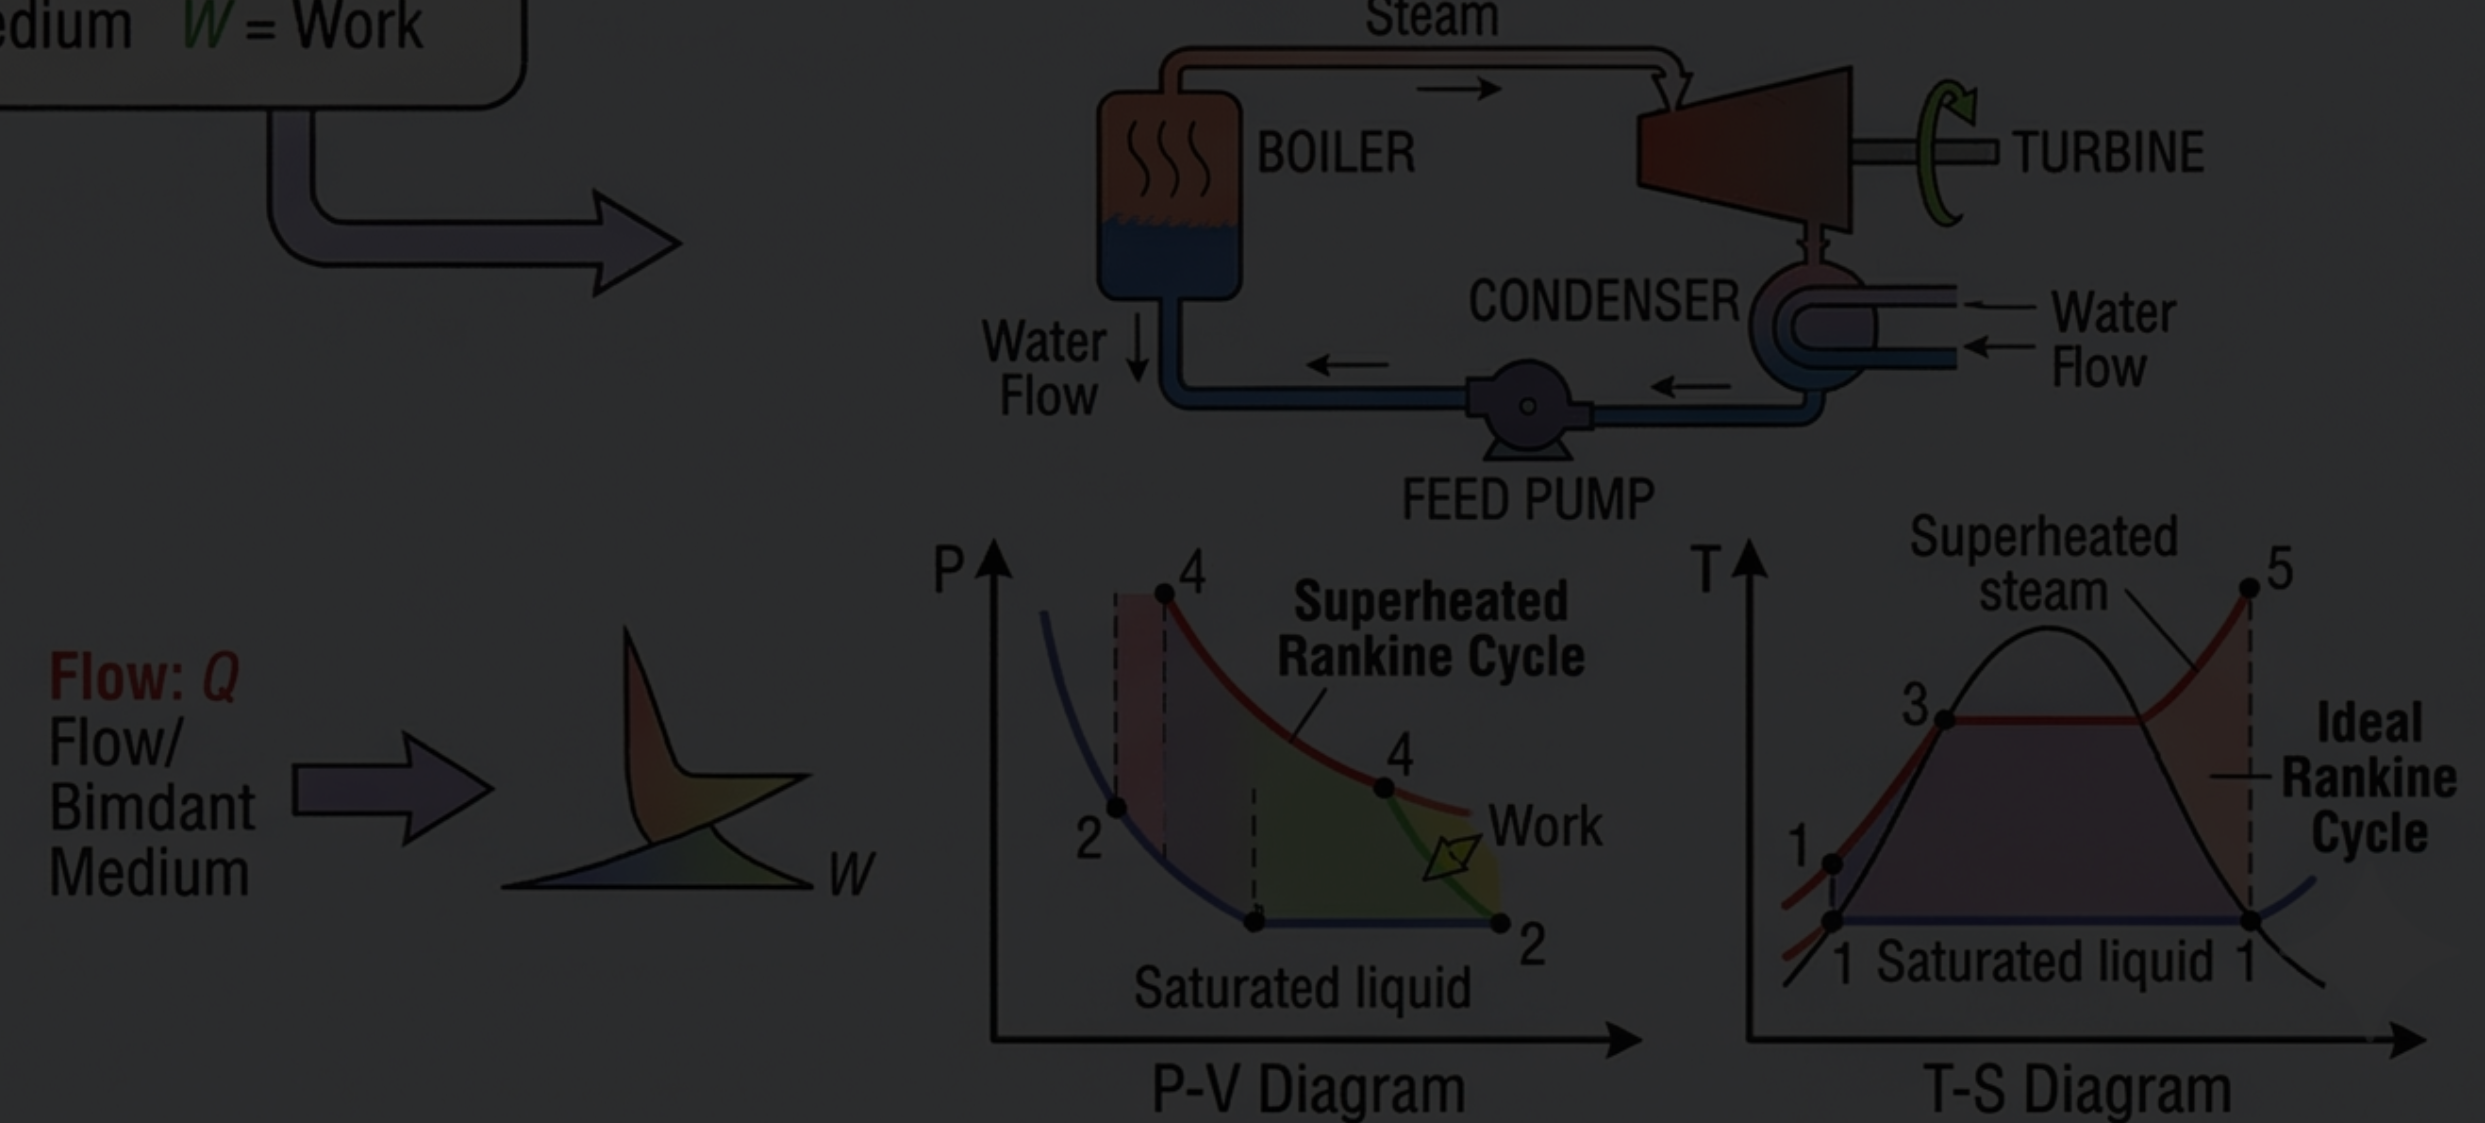 edium W = Work
Steam
BOILER
TURBINE
CONDENSER
Water
Flow
Water
Flow
FEED PUMP
Flow: Q
Flow/
Bimdant
Medium
W
P
4
Superheated
Rankine Cycle
4
2
Work
2
Saturated liquid
P-V Diagram
T
Superheated
steam
5
3
Ideal
Rankine
Cycle
1
1 Saturated liquid 1
T-S Diagram